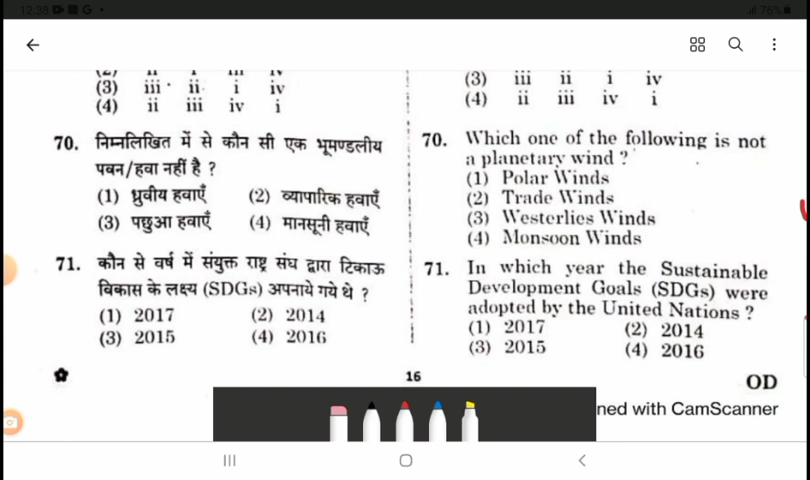 12:38 G
76%
(3) iii ii i iv
(4) ii iii iv i
70. निम्नलिखित में से कौन सी एक भूमण्डलीय
पवन/हवा नहीं है ?
(1) ध्रुवीय हवाएँ (2) व्यापारिक हवाएँ
(3) पछुआ हवाएँ (4) मानसूनी हवाएँ
71. कौन से वर्ष में संयुक्त राष्ट्र संघ द्वारा टिकाऊ
विकास के लक्ष्य (SDGs) अपनाये गये थे ?
(1) 2017 (2) 2014
(3) 2015 (4) 2016
(3) iii ii i iv
(4) ii iii iv i
70. Which one of the following is not
a planetary wind ?
(1) Polar Winds
(2) Trade Winds
(3) Westerlies Winds
(4) Monsoon Winds
71. In which year the Sustainable
Development Goals (SDGs) were
adopted by the United Nations ?
(1) 2017 (2) 2014
(3) 2015 (4) 2016
16
OD
ned with CamScanner